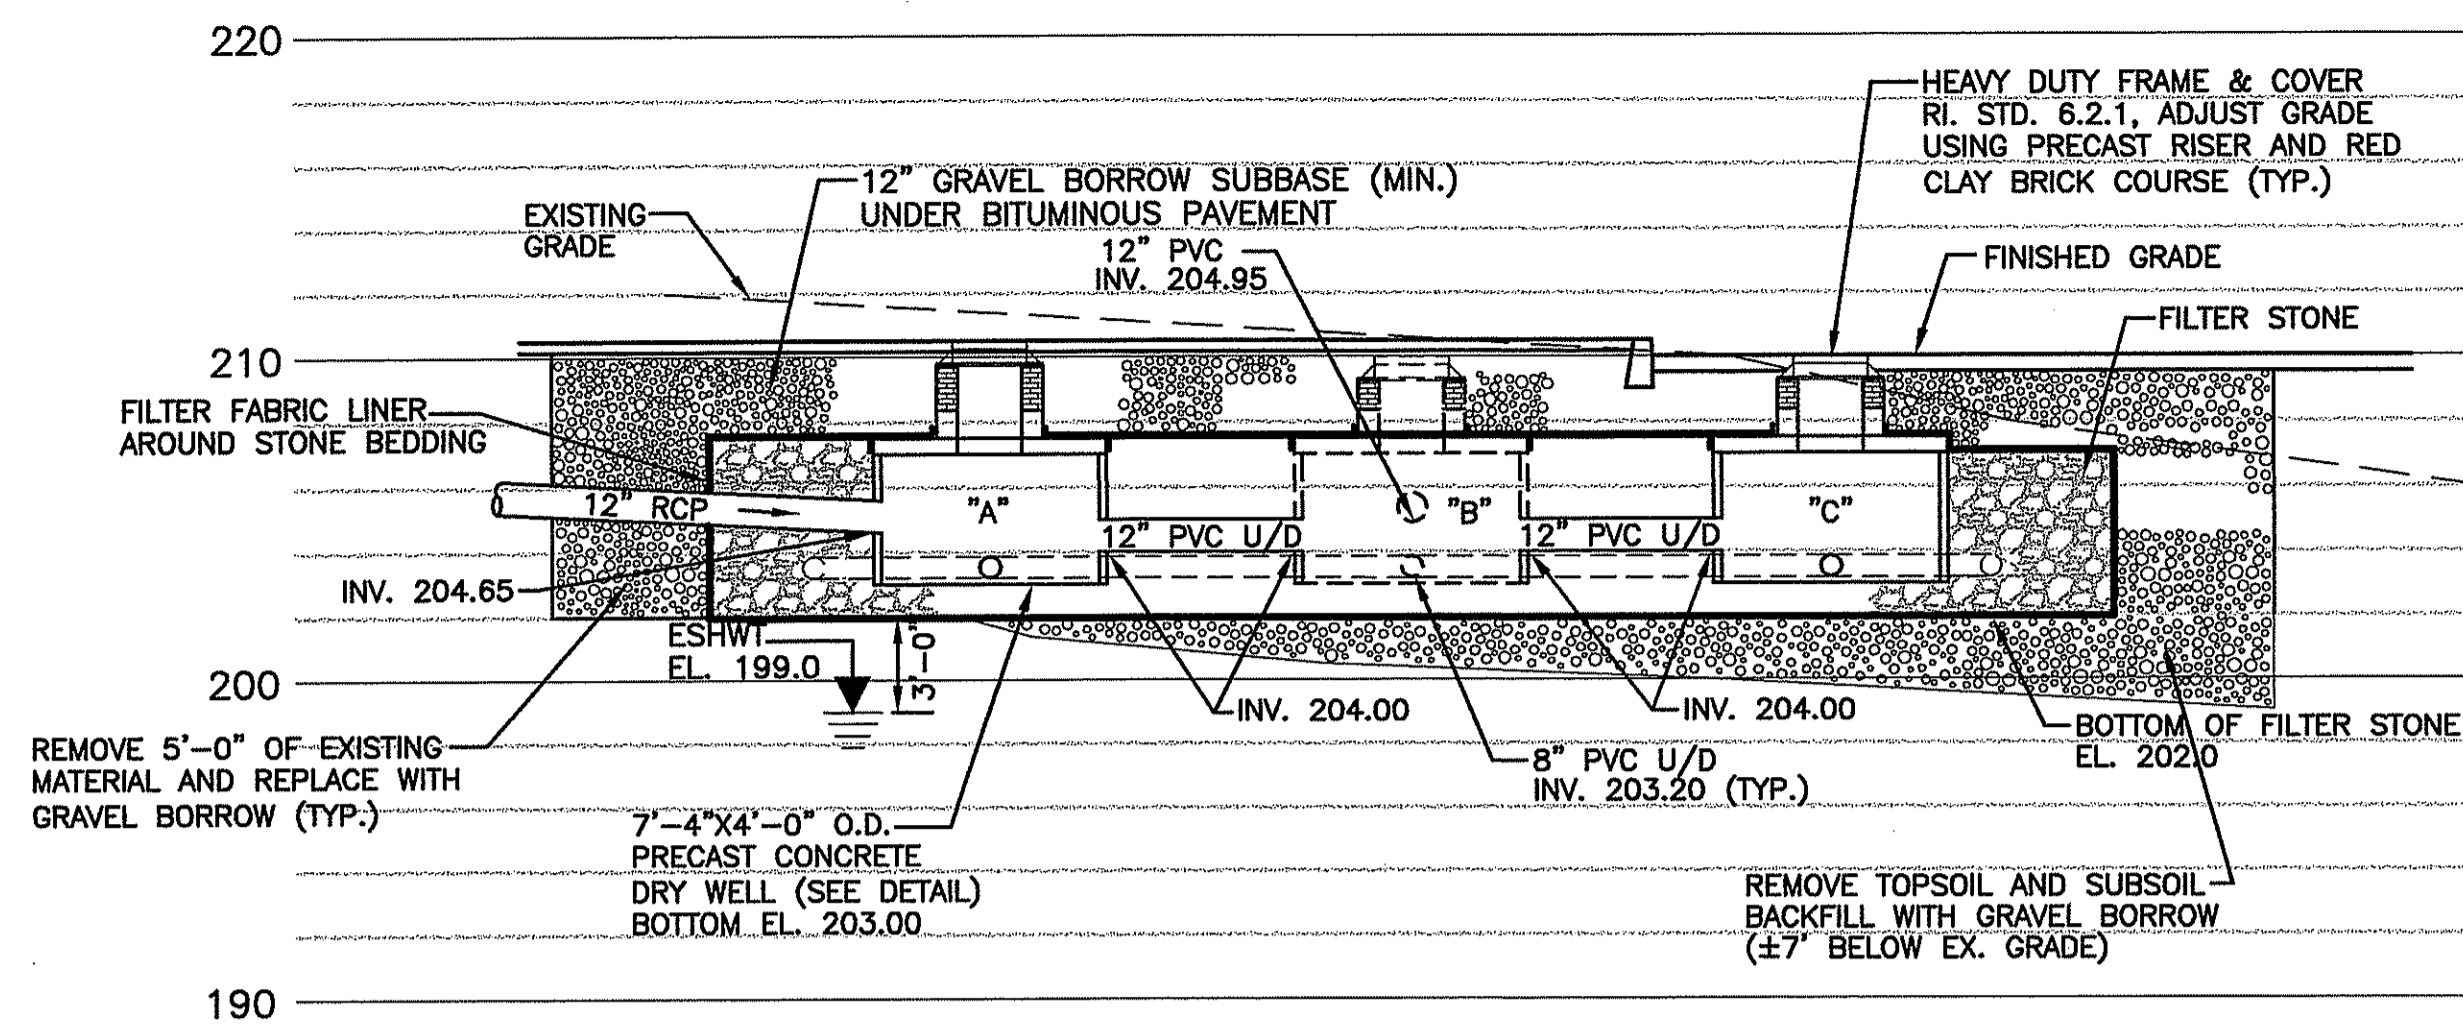 220
HEAVY DUTY FRAME & COVER
RI. STD. 6.2.1, ADJUST GRADE
USING PRECAST RISER AND RED
CLAY BRICK COURSE (TYP.)
12" GRAVEL BORROW SUBBASE (MIN.)
UNDER BITUMINOUS PAVEMENT
EXISTING
GRADE
12" PVC
INV. 204.95
FINISHED GRADE
FILTER STONE
210
FILTER FABRIC LINER
AROUND STONE BEDDING
12" RCP
"A"
"B"
"C"
12" PVC U/D
12" PVC U/D
INV. 204.65
ESHWT
EL. 199.0
3'-0"
200
INV. 204.00
INV. 204.00
BOTTOM OF FILTER STONE
EL. 202.0
REMOVE 5'-0" OF EXISTING
MATERIAL AND REPLACE WITH
GRAVEL BORROW (TYP.)
8" PVC U/D
INV. 203.20 (TYP.)
7'-4"X4'-0" O.D.
PRECAST CONCRETE
DRY WELL (SEE DETAIL)
BOTTOM EL. 203.00
REMOVE TOPSOIL AND SUBSOIL
BACKFILL WITH GRAVEL BORROW
(±7' BELOW EX. GRADE)
190